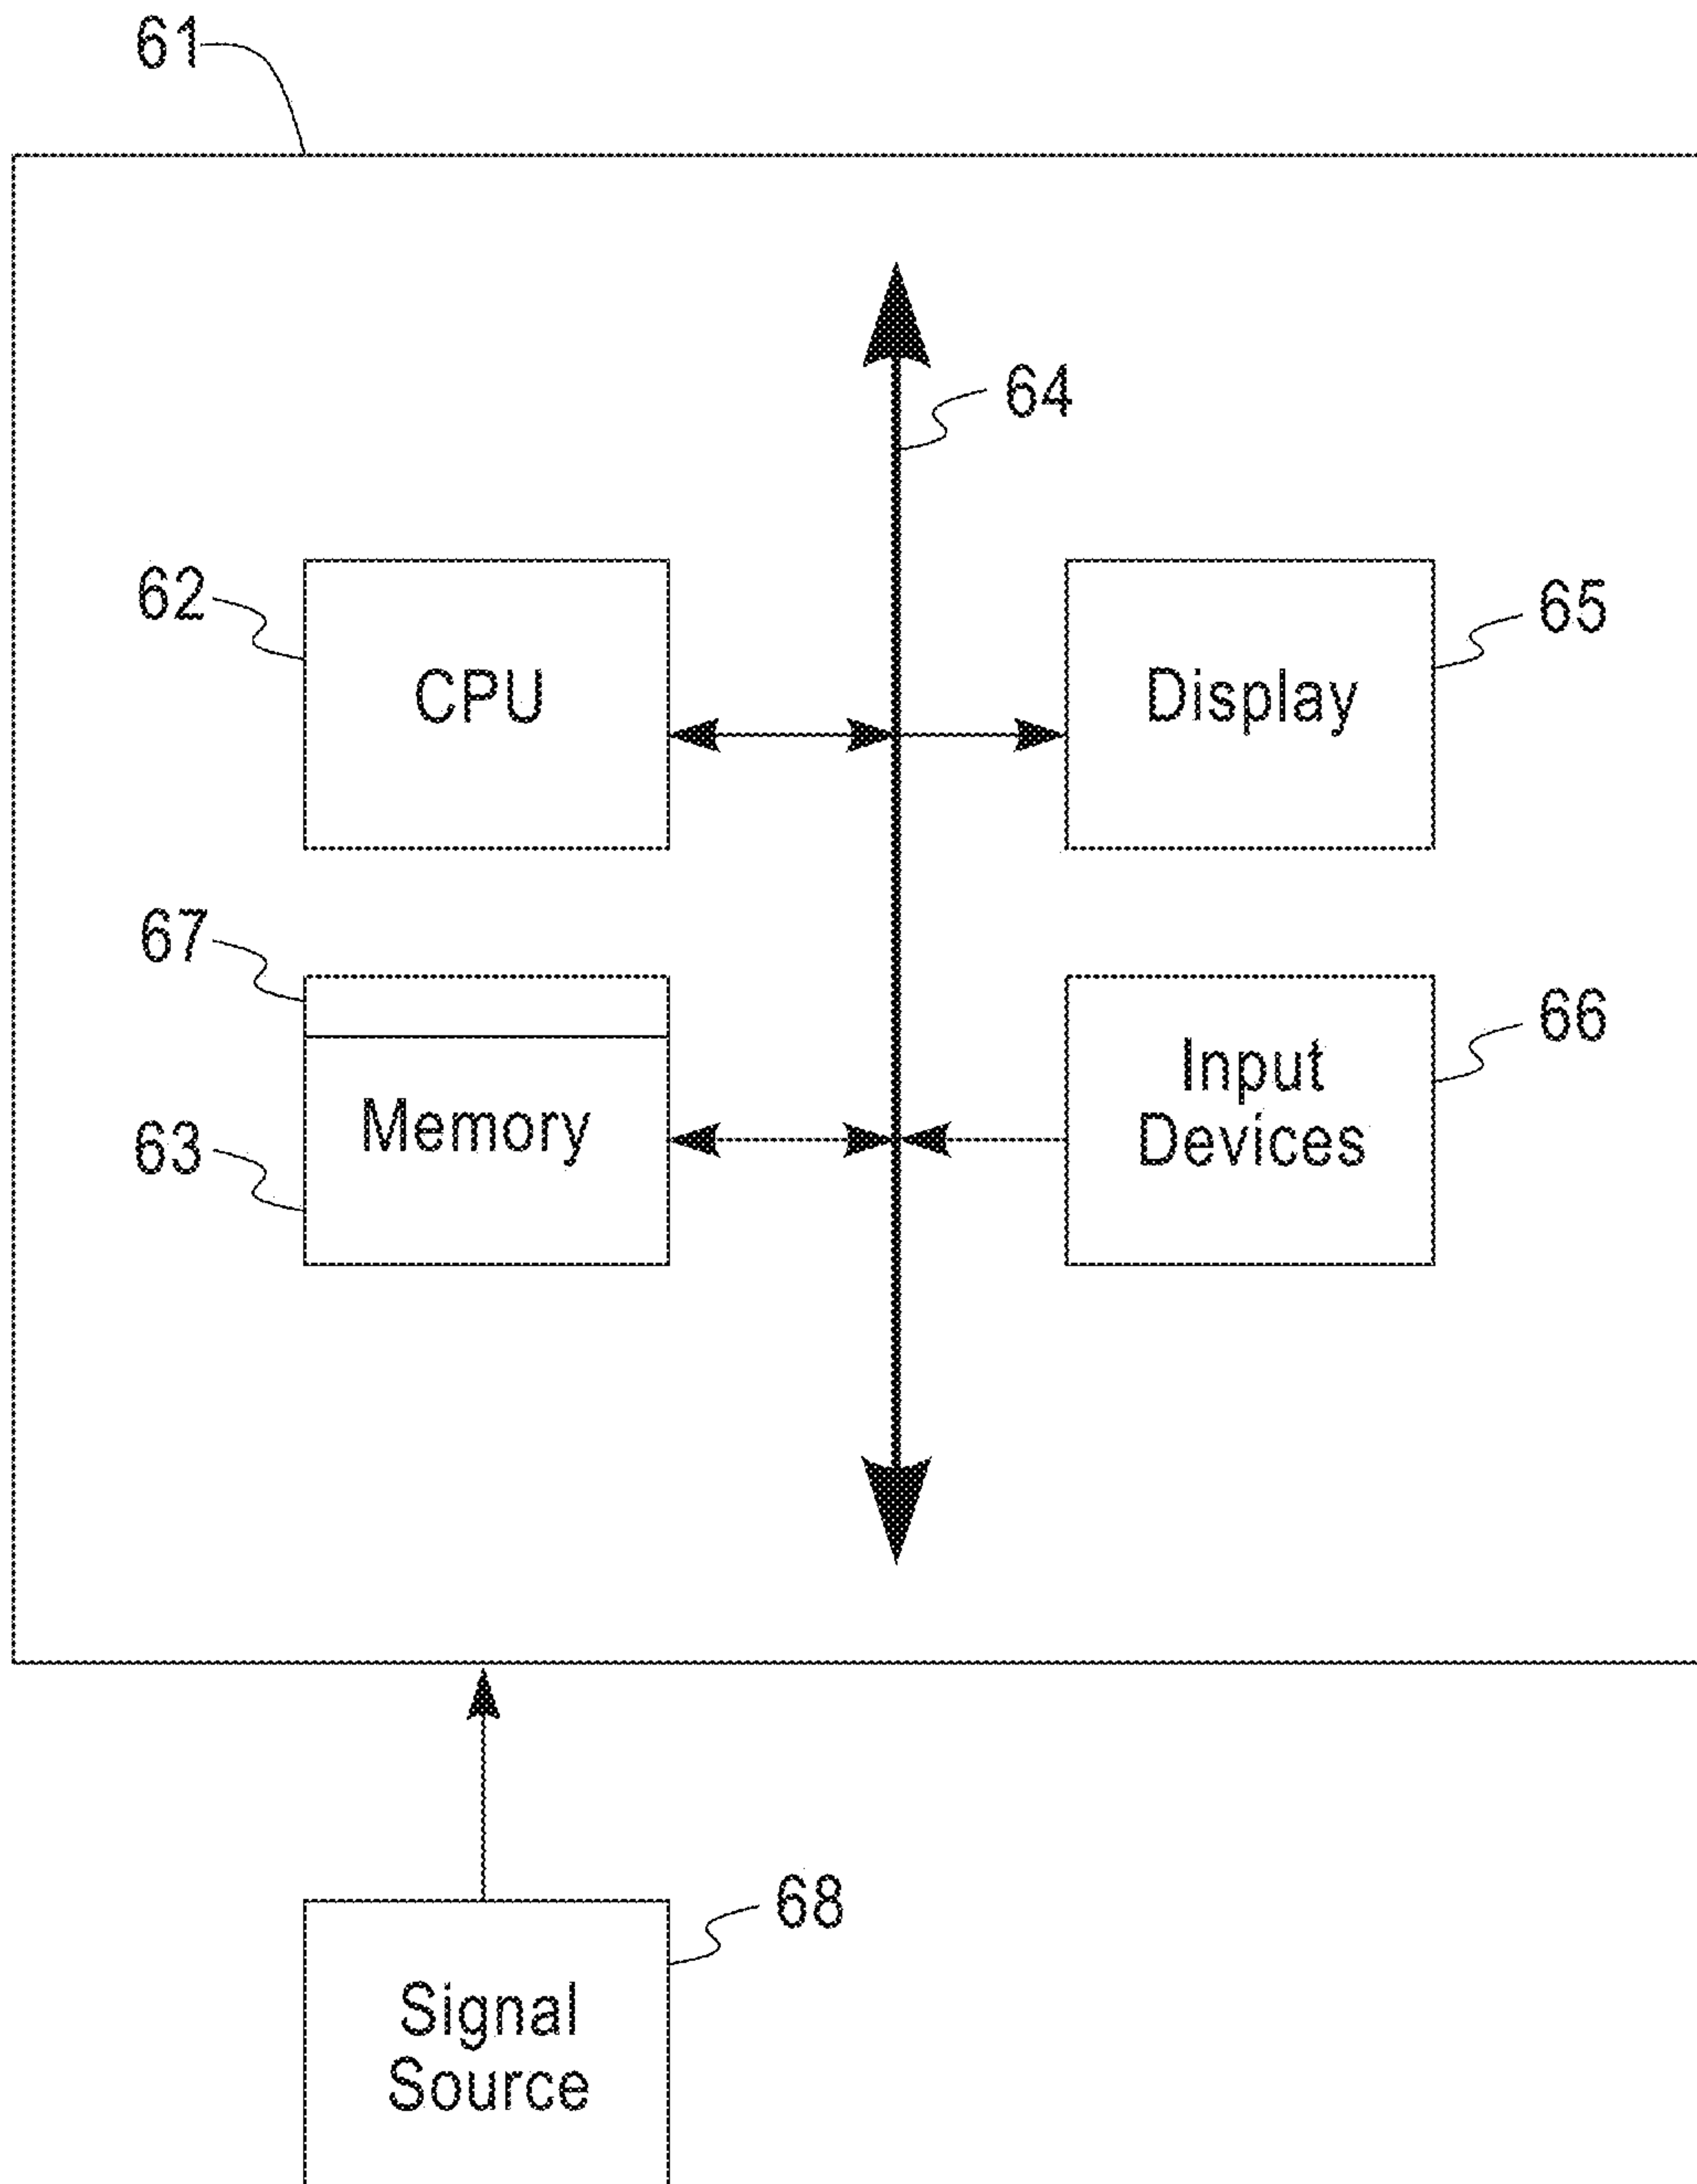 61
64
62
CPU
65
Display
67
63
Memory
66
Input
Devices
68
Signal
Source